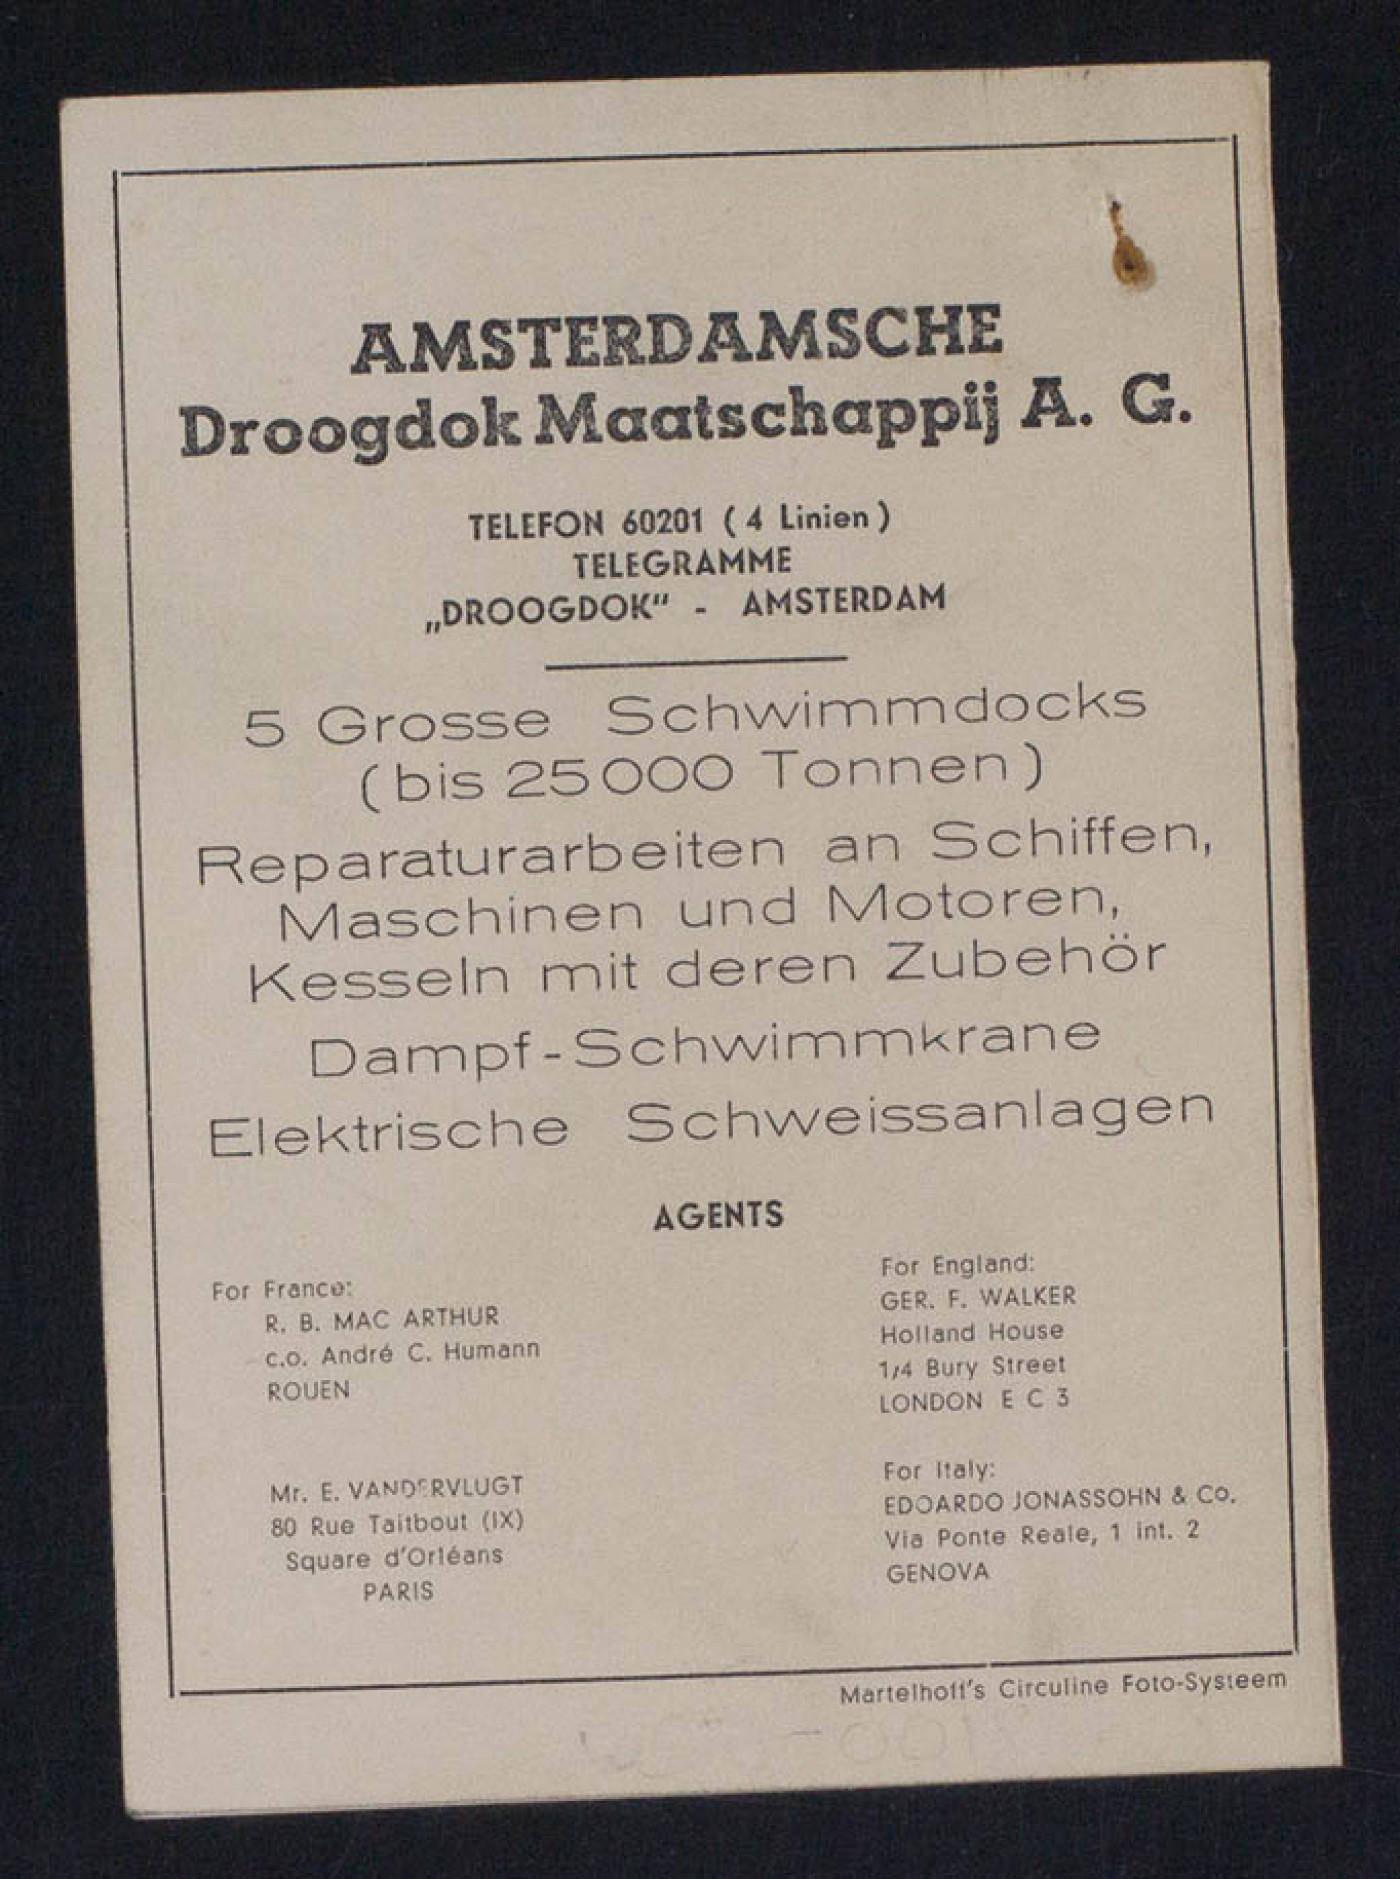 AMSTERDAMSCHE
Droogdok Maatschappij A. G.
TELEFON 60201 ( 4 Linien )
TELEGRAMME
„DROOGDOK" - AMSTERDAM
5 Grosse Schwimmdocks
( bis 25000 Tonnen )
Reparaturarbeiten an Schiffen,
Maschinen und Motoren,
Kesseln mit deren Zubehör
Dampf-Schwimmkrane
Elektrische Schweissanlagen
AGENTS
For France:
R. B. MAC ARTHUR
c.o. André C. Humann
ROUEN
Mr. E. VANDERVLUGT
80 Rue Taitbout (IX)
Square d'Orléans
PARIS
For England:
GER. F. WALKER
Holland House
1/4 Bury Street
LONDON E C 3
For Italy:
EDOARDO JONASSOHN & Co.
Via Ponte Reale, 1 int. 2
GENOVA
Martelhoff's Circuline Foto-Systeem